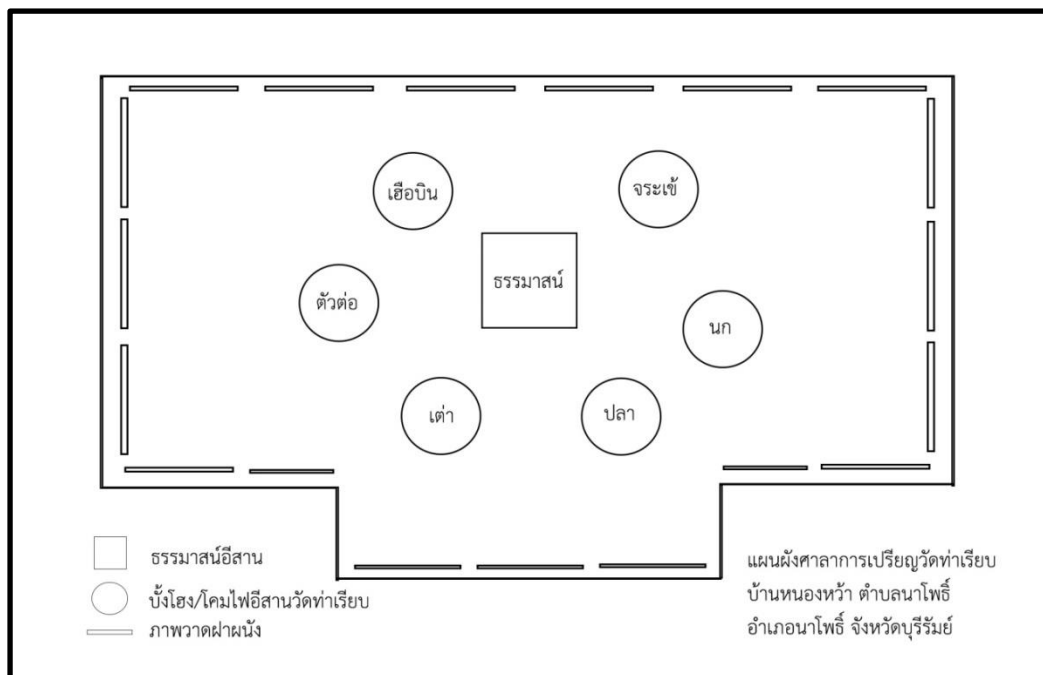 เฮือบิน
จระเข้
ธรรมาสน์
ตัวต่อ
นก
เต่า
ปลา
ธรรมาสน์อีสาน
บั้งโฮง/โคมไฟอีสานวัดท่าเรียบ
ภาพวาดฝาผนัง
แผนผังศาลาการเปรียญวัดท่าเรียบ
บ้านหนองหว้า ตำบลนาโพธิ์
อำเภอนาโพธิ์ จังหวัดบุรีรัมย์